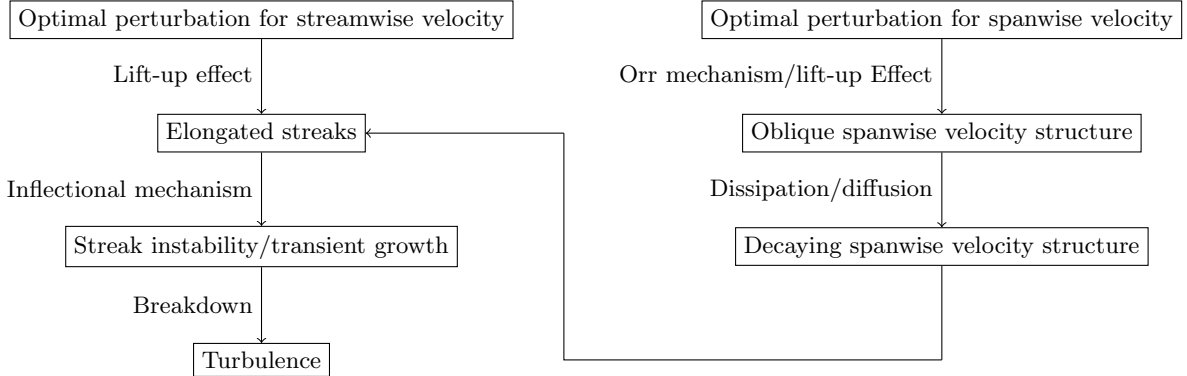 Optimal perturbation for streamwise velocity
Optimal perturbation for spanwise velocity
Lift-up effect
Orr mechanism/lift-up Effect
Elongated streaks
Oblique spanwise velocity structure
Inflectional mechanism
Dissipation/diffusion
Streak instability/transient growth
Decaying spanwise velocity structure
Breakdown
Turbulence